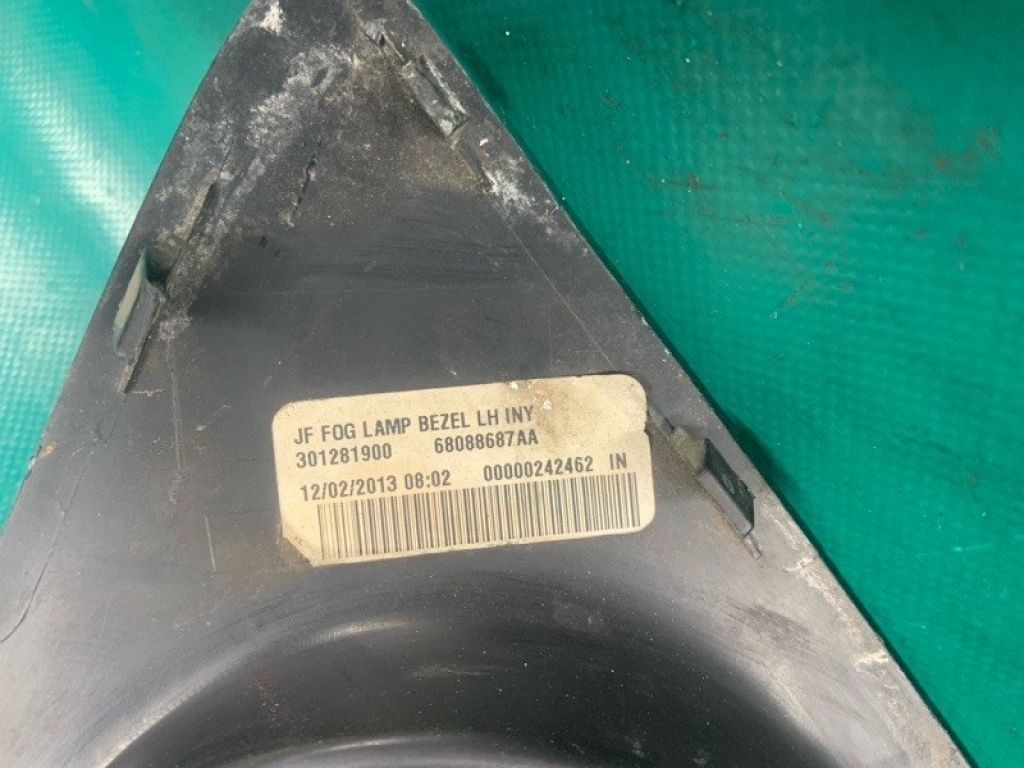 JF FOG LAMP BEZEL LH INY
301281900 68088687AA
12/02/2013 08:02 00000242462 IN